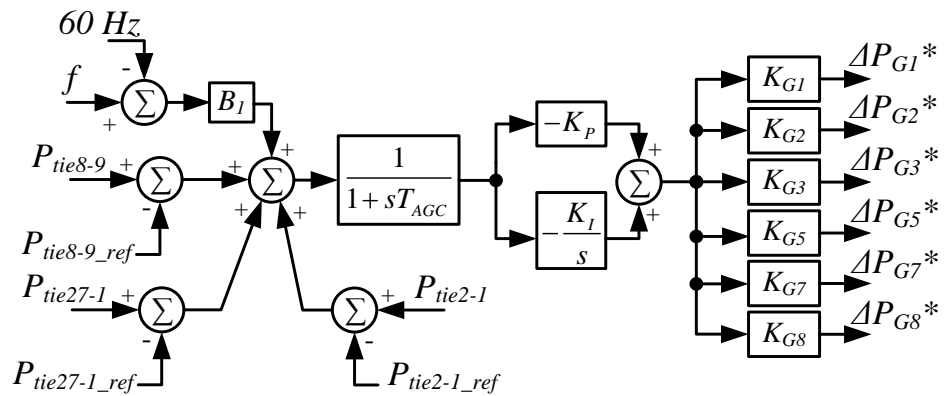 60 Hz
-
f
+
Σ
B1
+
Ptie8-9
+
Σ
-
+
Σ
Ptie8-9_ref
+
+
Ptie27-1
+
Σ
-
Ptie27-1_ref
Ptie2-1
+
Σ
-
Ptie2-1_ref
1
1+sTAGC
−KP
−KI
s
+
Σ
+
KG1
ΔPG1*
KG2
ΔPG2*
KG3
ΔPG3*
KG5
ΔPG5*
KG7
ΔPG7*
KG8
ΔPG8*